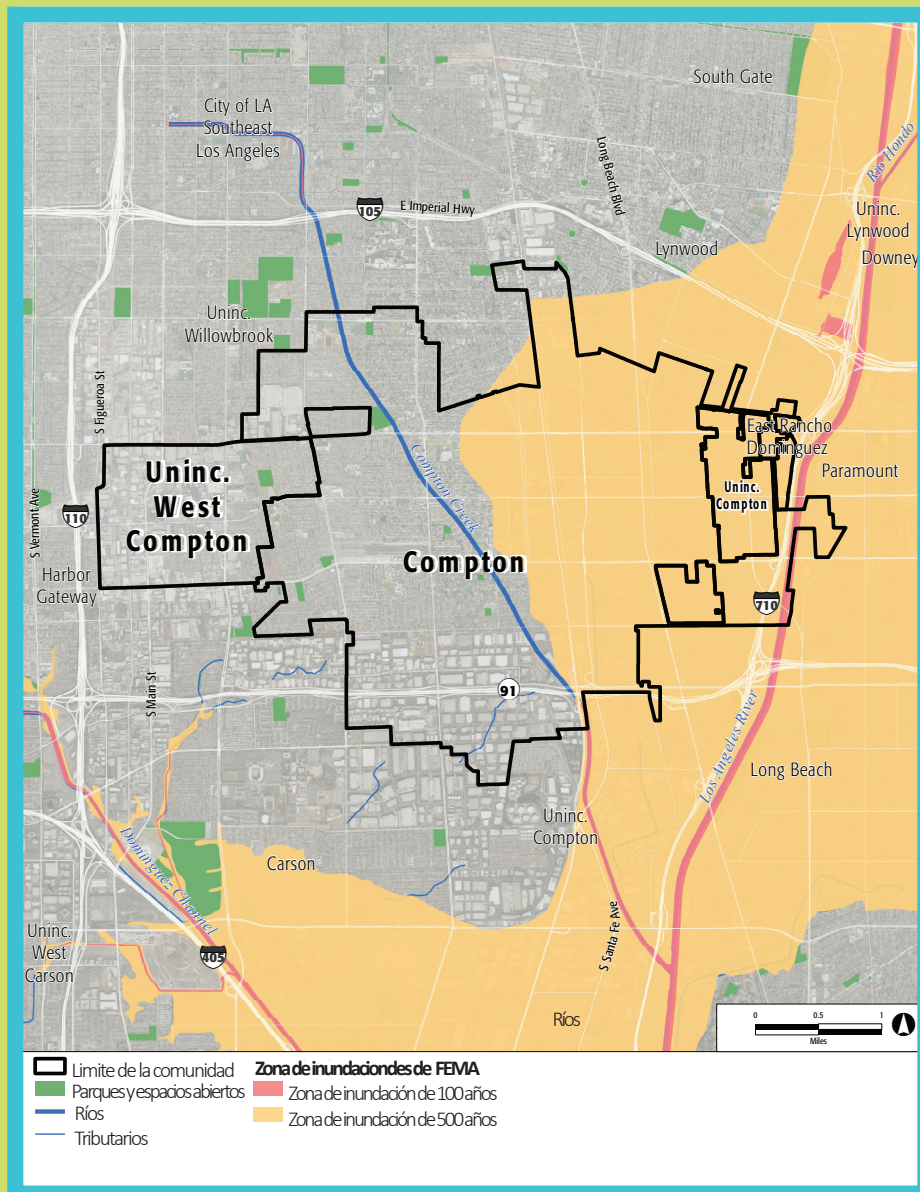 South Gate
City of LA
Southeast
Los Angeles
Long Beach Blvd
Rio Hondo
105
E Imperial Hwy
Uninc.
Lynwood
Lynwood
Downey
Uninc.
Willowbrook
S Figueroa St
East Rancho
Dominguez
Compton Creek
Paramount
Uninc.
West
Compton
Uninc.
Compton
S Vermont Ave
110
Compton
Harbor
Gateway
710
S Main St
91
Los Angeles River
Long Beach
Uninc.
Compton
Dominguez Channel
Carson
S Santa Fe Ave
Uninc.
West
Carson
405
Ríos
0 0.5 1
Miles
Limite de la comunidad
Parques y espacios abiertos
Ríos
Tributarios
Zona de inundaciondes de FEMA
Zona de inundación de 100 años
Zona de inundación de 500 años